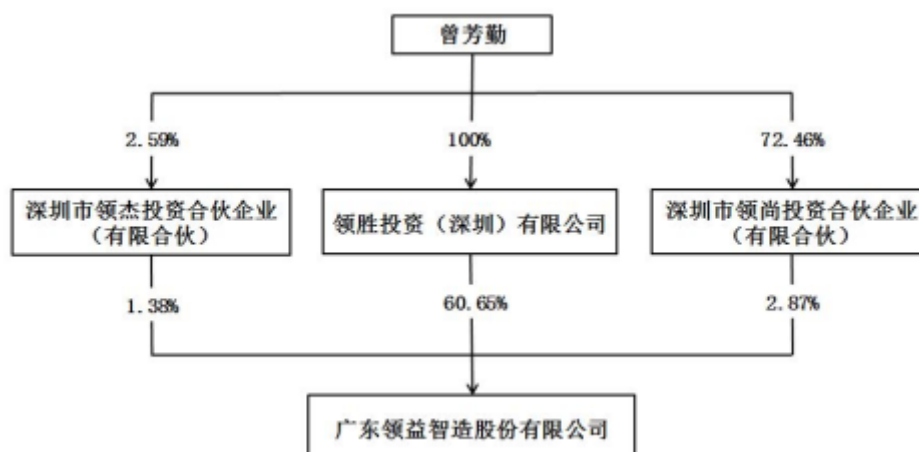 曾芳勤
2.59%
100%
72.46%
深圳市领杰投资合伙企业
（有限合伙）
领胜投资（深圳）有限公司
深圳市领尚投资合伙企业
（有限合伙）
1.38%
60.65%
2.87%
广东领益智造股份有限公司